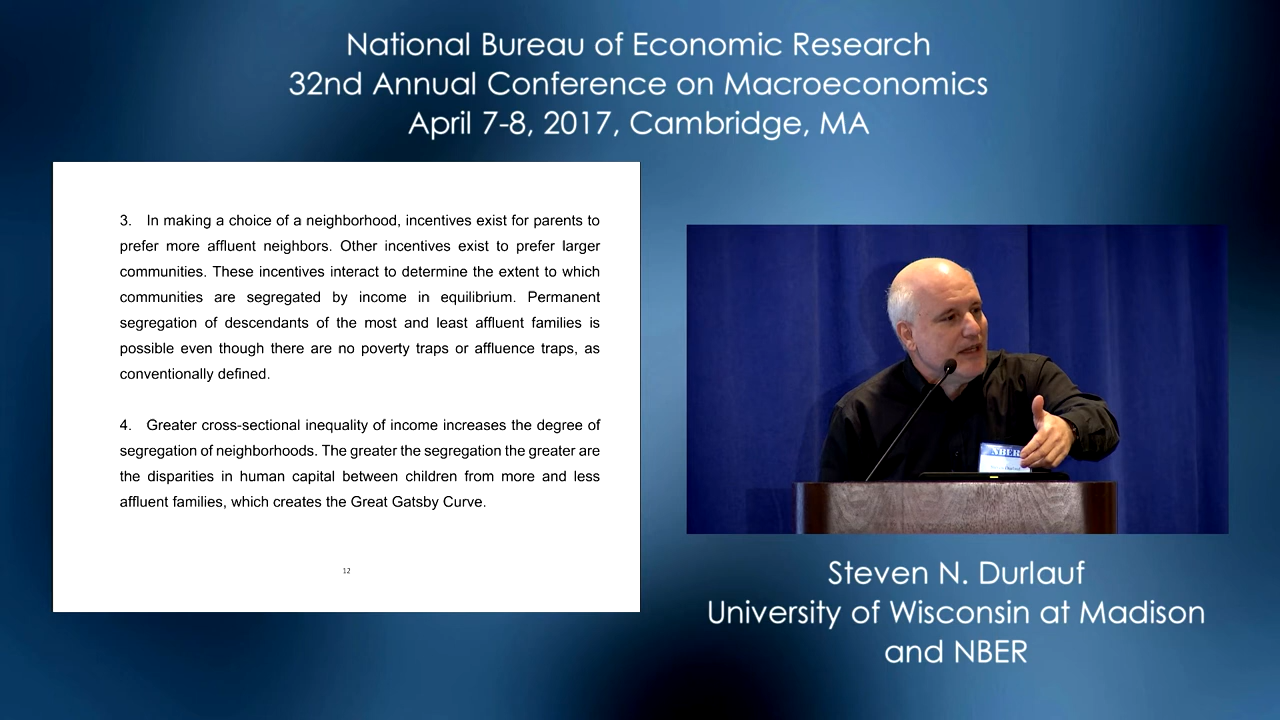 National Bureau of Economic Research
32nd Annual Conference on Macroeconomics
April 7-8, 2017, Cambridge, MA
3. In making a choice of a neighborhood, incentives exist for parents to
prefer more affluent neighbors. Other incentives exist to prefer larger
communities. These incentives interact to determine the extent to which
communities are segregated by income in equilibrium. Permanent
segregation of descendants of the most and least affluent families is
possible even though there are no poverty traps or affluence traps, as
conventionally defined.
4. Greater cross-sectional inequality of income increases the degree of
segregation of neighborhoods. The greater the segregation the greater are
the disparities in human capital between children from more and less
affluent families, which creates the Great Gatsby Curve.
12
NBER
Steven N. Durlauf
University of Wisconsin at Madison
and NBER